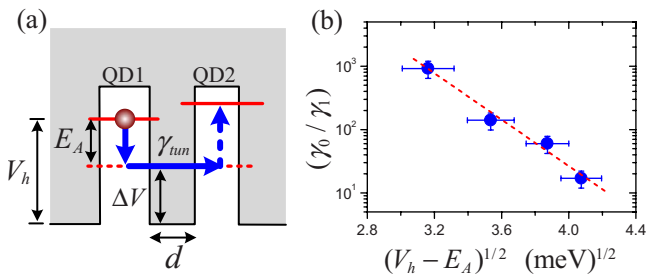 (a)
QD1
QD2
E_A
V_h
γ_tun
ΔV
d
(b)
(γ_0 / γ_1)
10^3
10^2
10^1
2.8
3.2
3.6
4.0
4.4
(V_h − E_A)^{1/2} (meV)^{1/2}